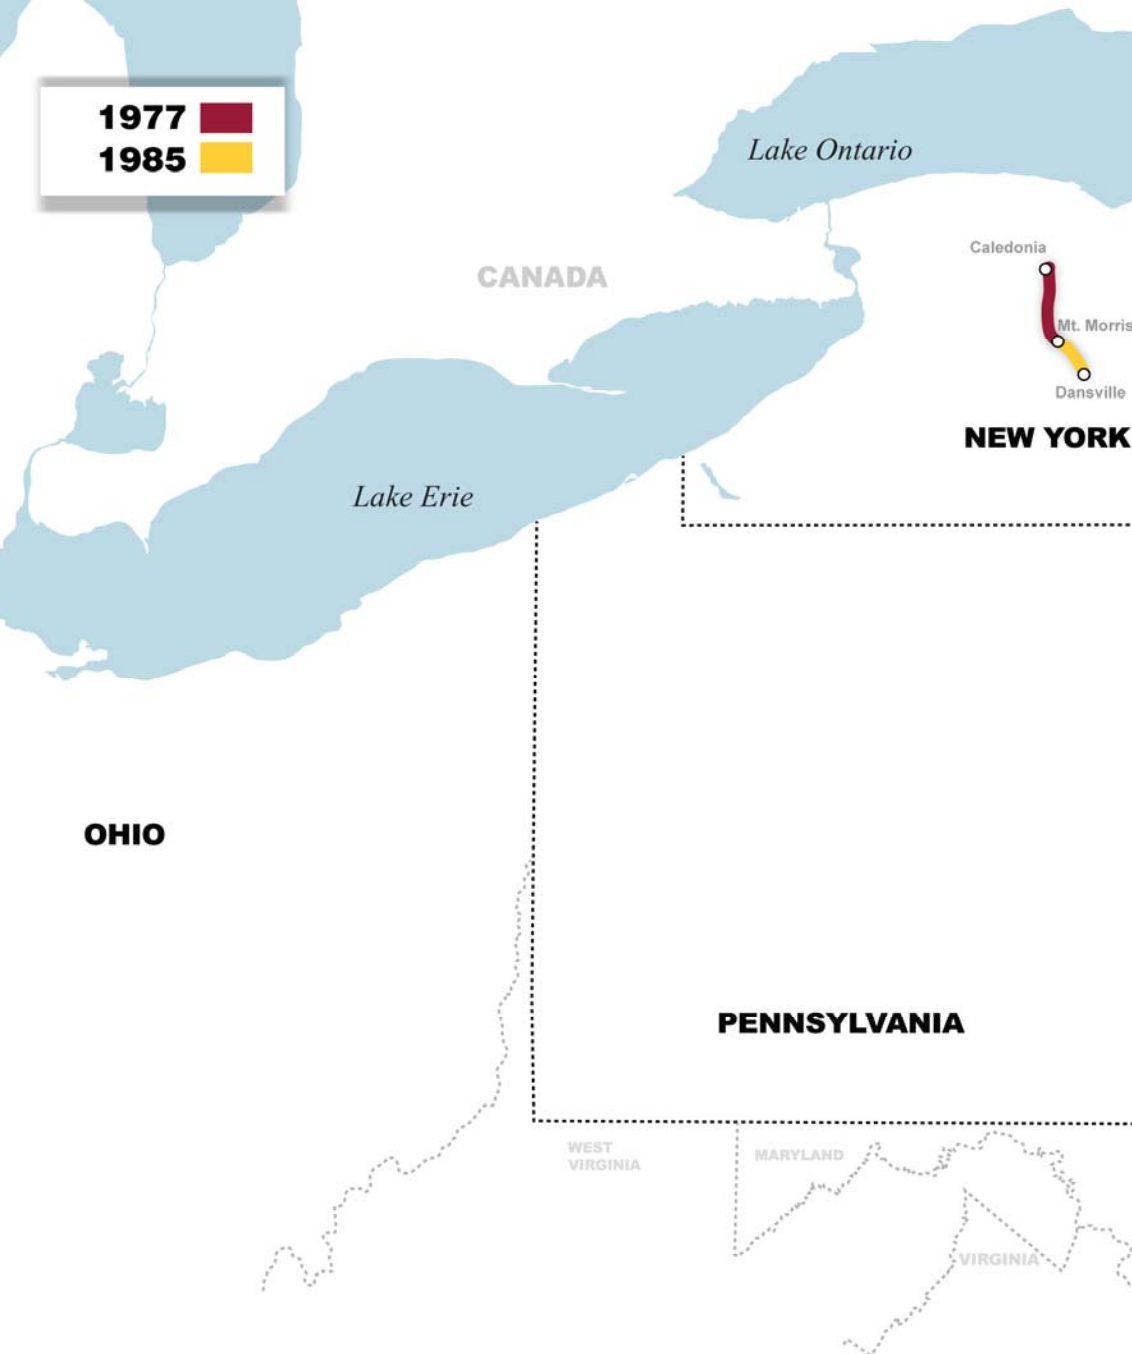 1977
1985
Lake Ontario
Caledonia
CANADA
Mt. Morris
Dansville
NEW YORK
Lake Erie
OHIO
PENNSYLVANIA
WEST
VIRGINIA
MARYLAND
VIRGINIA